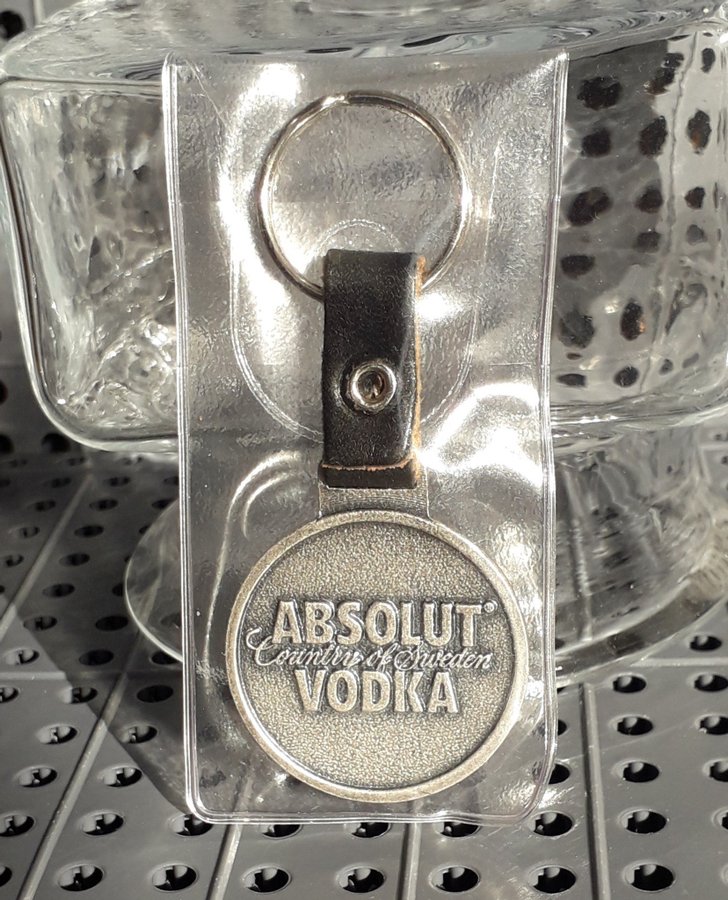 ABSOLUT®
Country of Sweden
VODKA